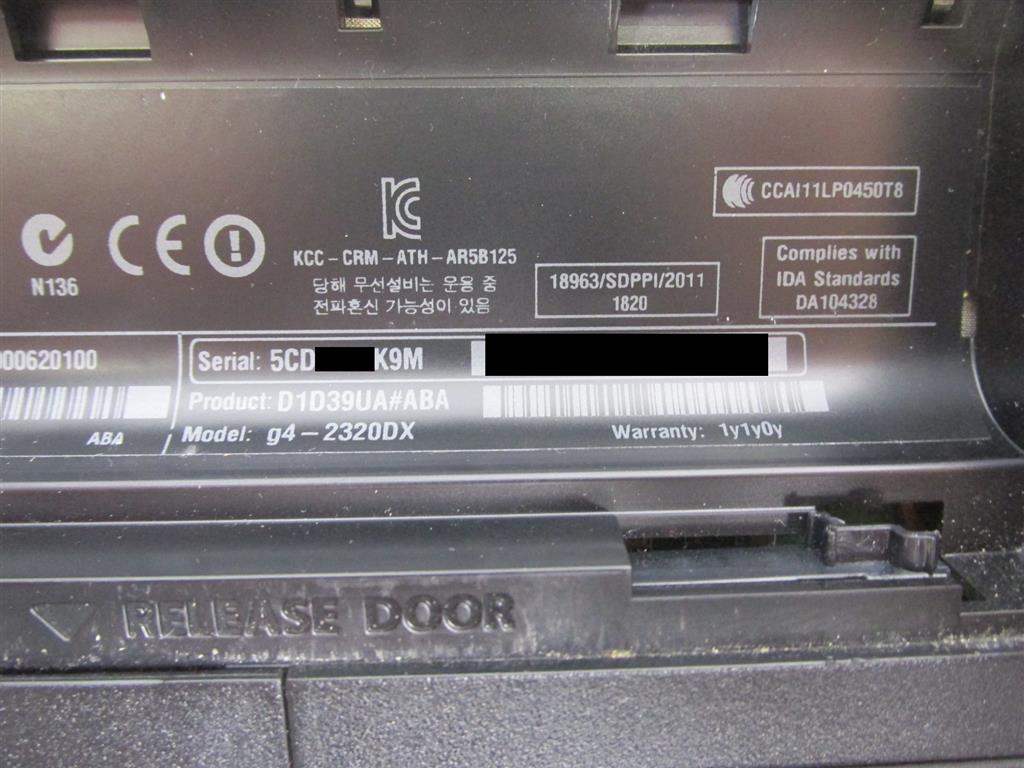 CCAI11LP0450T8
N136
CE
KCC-CRM-ATH-AR5B125
당해 무선설비는 운용 중
전파혼신 가능성이 있음
18963/SDPPI/2011
1820
Complies with
IDA Standards
DA104328
000620100
ABA
Serial: 5CD K9M
Product: D1D39UA#ABA
Model: g4-2320DX
Warranty: 1y1y0y
RELEASE DOOR